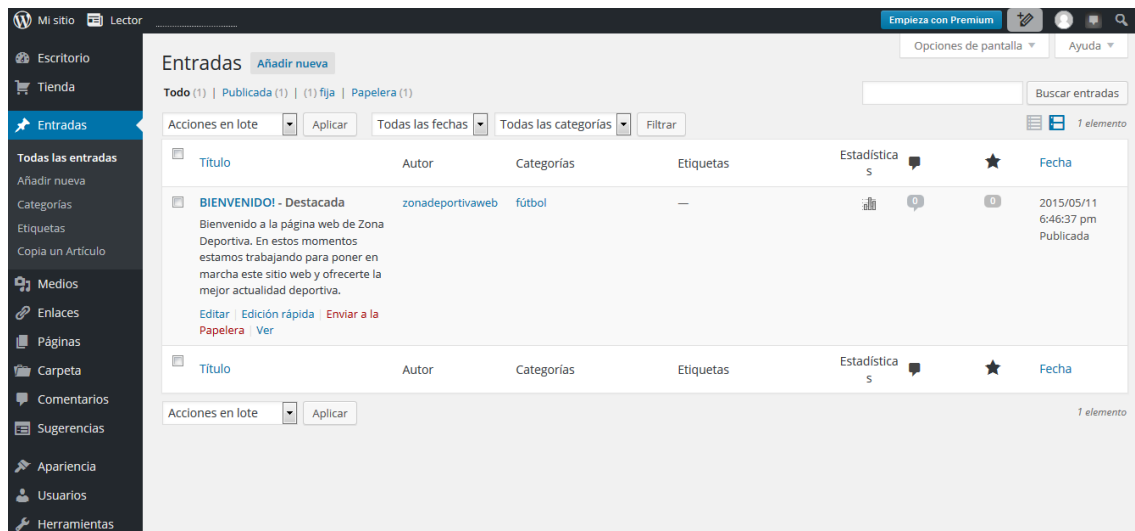 Mi sitio Lector Empieza con Premium
Opciones de pantalla Ayuda
Escritorio
Tienda
Entradas
Todas las entradas
Añadir nueva
Categorías
Etiquetas
Copia un Artículo
Medios
Enlaces
Páginas
Carpeta
Comentarios
Sugerencias
Apariencia
Usuarios
Herramientas
Entradas Añadir nueva
Todo (1) | Publicada (1) | (1) fija | Papelera (1)
Buscar entradas
Acciones en lote Aplicar Todas las fechas Todas las categorías Filtrar 1 elemento
Título Autor Categorías Etiquetas Estadística
s
Fecha
BIENVENIDO! - Destacada zonadeportivaweb fútbol — 0 0 2015/05/11
6:46:37 pm
Publicada
Bienvenido a la página web de Zona
Deportiva. En estos momentos
estamos trabajando para poner en
marcha este sitio web y ofrecerte la
mejor actualidad deportiva.
Editar | Edición rápida | Enviar a la
Papelera | Ver
Título Autor Categorías Etiquetas Estadística
s
Fecha
Acciones en lote Aplicar 1 elemento